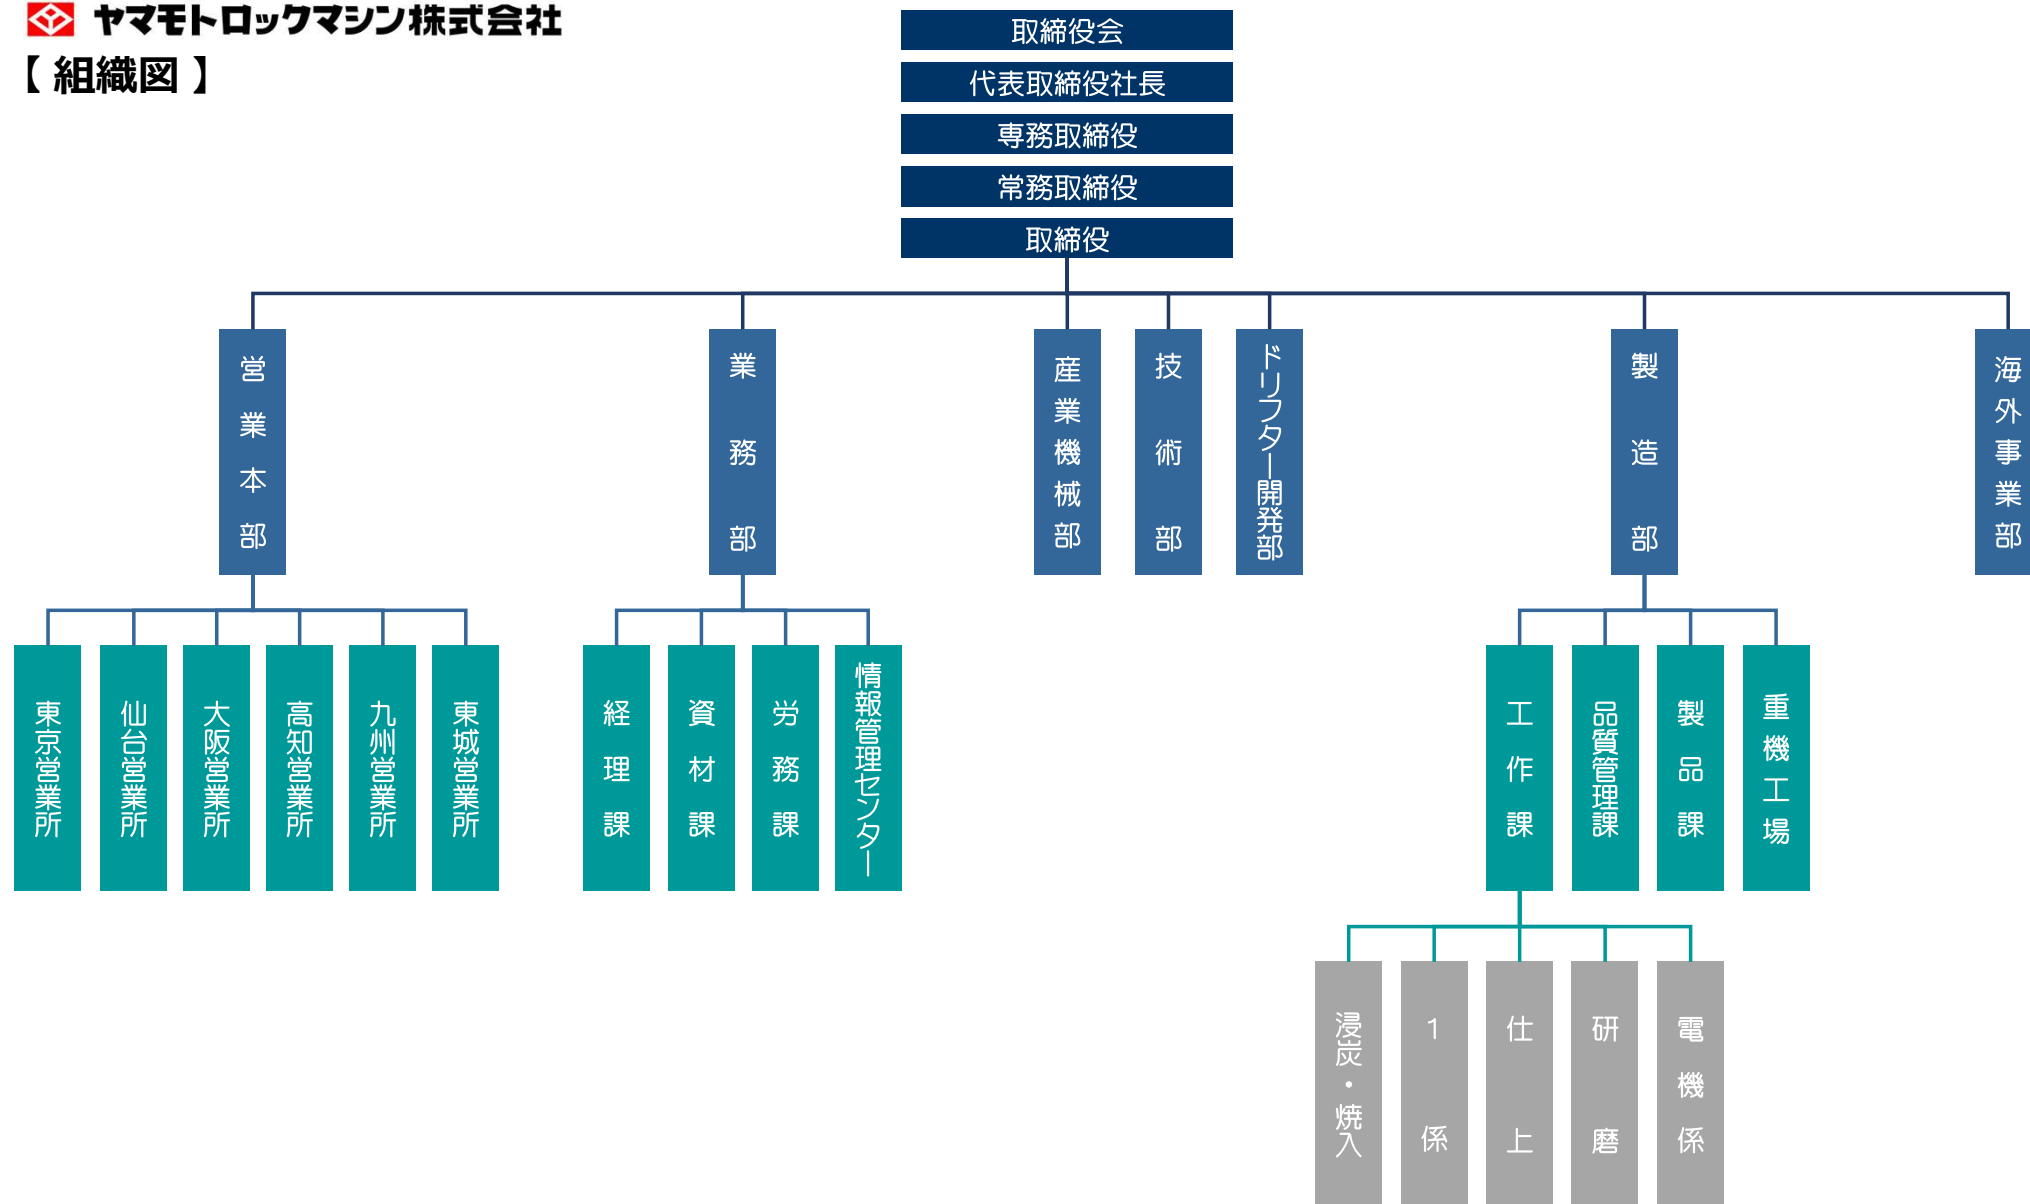 ヤマモトロックマシン株式会社
【 組織図 】
取締役会
代表取締役社長
専務取締役
常務取締役
取締役
営業本部
業務部
産業機械部
技術部
ドリフター開発部
製造部
海外事業部
東京営業所
仙台営業所
大阪営業所
高知営業所
九州営業所
東城営業所
経理課
資材課
労務課
情報管理センター
工作課
品質管理課
製品課
重機工場
浸炭・焼入
1係
仕上
研磨
電機係